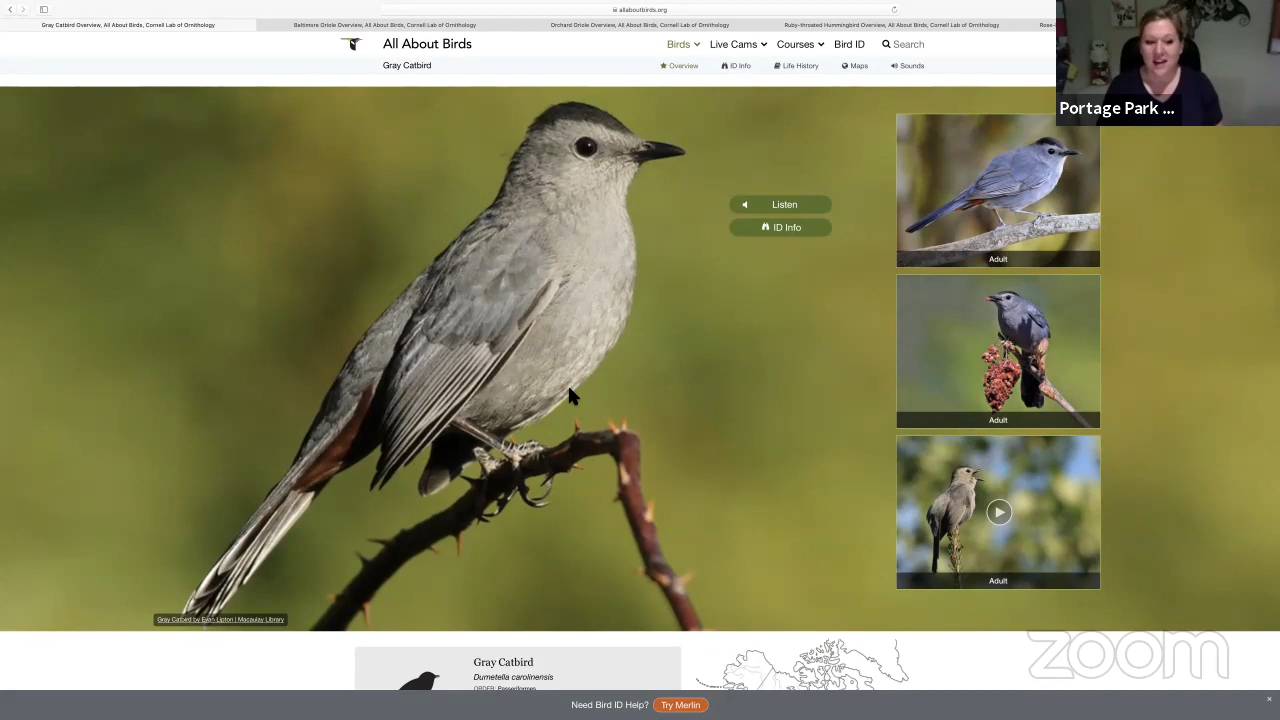 allaboutbirds.org
Gray Catbird Overview, All About Birds, Cornell Lab of Ornithology
Baltimore Oriole Overview, All About Birds, Cornell Lab of Ornithology
Orchard Oriole Overview, All About Birds, Cornell Lab of Ornithology
Ruby-throated Hummingbird Overview, All About Birds, Cornell Lab of Ornithology
Rose-
All About Birds
Birds
Live Cams
Courses
Bird ID
Search
Gray Catbird
Overview
ID Info
Life History
Maps
Sounds
Portage Park ...
Listen
ID Info
Adult
Adult
Adult
Gray Catbird by Evan Lipton | Macaulay Library
Gray Catbird
Dumetella carolinensis
ORDER: Passeriformes
zoom
Need Bird ID Help? Try Merlin